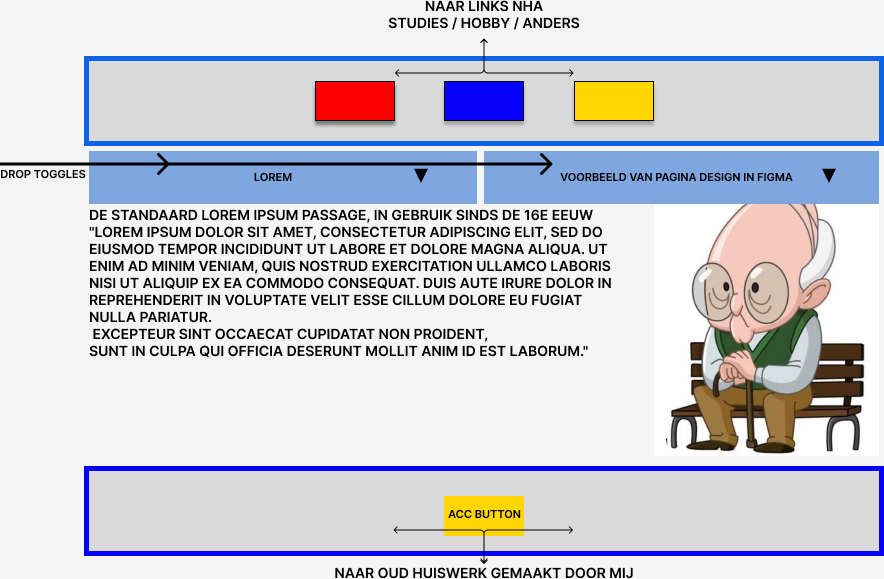 NAAR LINKS NHA
STUDIES / HOBBY / ANDERS
DROP TOGGLES
LOREM
VOORBEELD VAN PAGINA DESIGN IN FIGMA
DE STANDAARD LOREM IPSUM PASSAGE, IN GEBRUIK SINDS DE 16E EEUW
"LOREM IPSUM DOLOR SIT AMET, CONSECTETUR ADIPISCING ELIT, SED DO
EIUSMOD TEMPOR INCIDIDUNT UT LABORE ET DOLORE MAGNA ALIQUA. UT
ENIM AD MINIM VENIAM, QUIS NOSTRUD EXERCITATION ULLAMCO LABORIS
NISI UT ALIQUIP EX EA COMMODO CONSEQUAT. DUIS AUTE IRURE DOLOR IN
REPREHENDERIT IN VOLUPTATE VELIT ESSE CILLUM DOLORE EU FUGIAT
NULLA PARIATUR.
EXCEPTEUR SINT OCCAECAT CUPIDATAT NON PROIDENT,
SUNT IN CULPA QUI OFFICIA DESERUNT MOLLIT ANIM ID EST LABORUM."
ACC BUTTON
NAAR OUD HUISWERK GEMAAKT DOOR MIJ